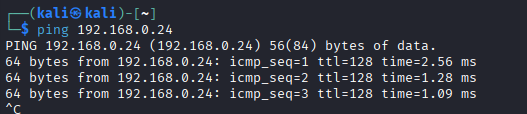 ┌──(kali㉿kali)-[~]
└─$ ping 192.168.0.24
PING 192.168.0.24 (192.168.0.24) 56(84) bytes of data.
64 bytes from 192.168.0.24: icmp_seq=1 ttl=128 time=2.56 ms
64 bytes from 192.168.0.24: icmp_seq=2 ttl=128 time=1.28 ms
64 bytes from 192.168.0.24: icmp_seq=3 ttl=128 time=1.09 ms
^C